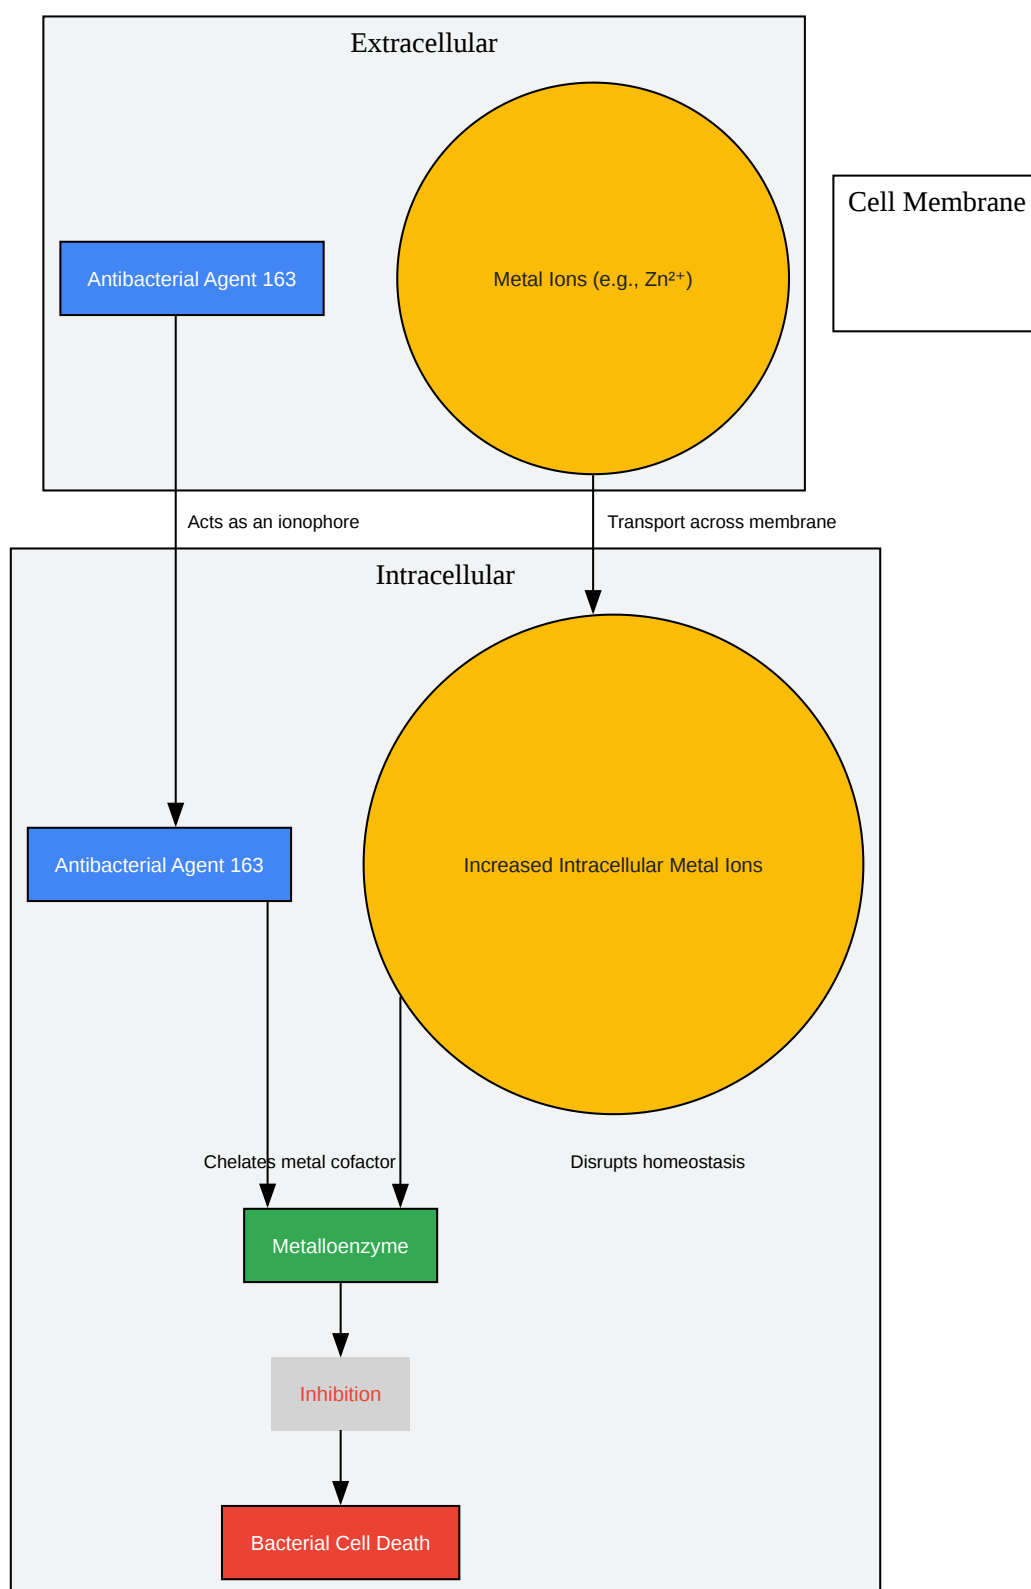 Extracellular
Cell Membrane
Antibacterial Agent 163
Metal Ions (e.g., Zn²⁺)
Acts as an ionophore
Transport across membrane
Intracellular
Antibacterial Agent 163
Increased Intracellular Metal Ions
Chelates metal cofactor
Disrupts homeostasis
Metalloenzyme
Inhibition
Bacterial Cell Death